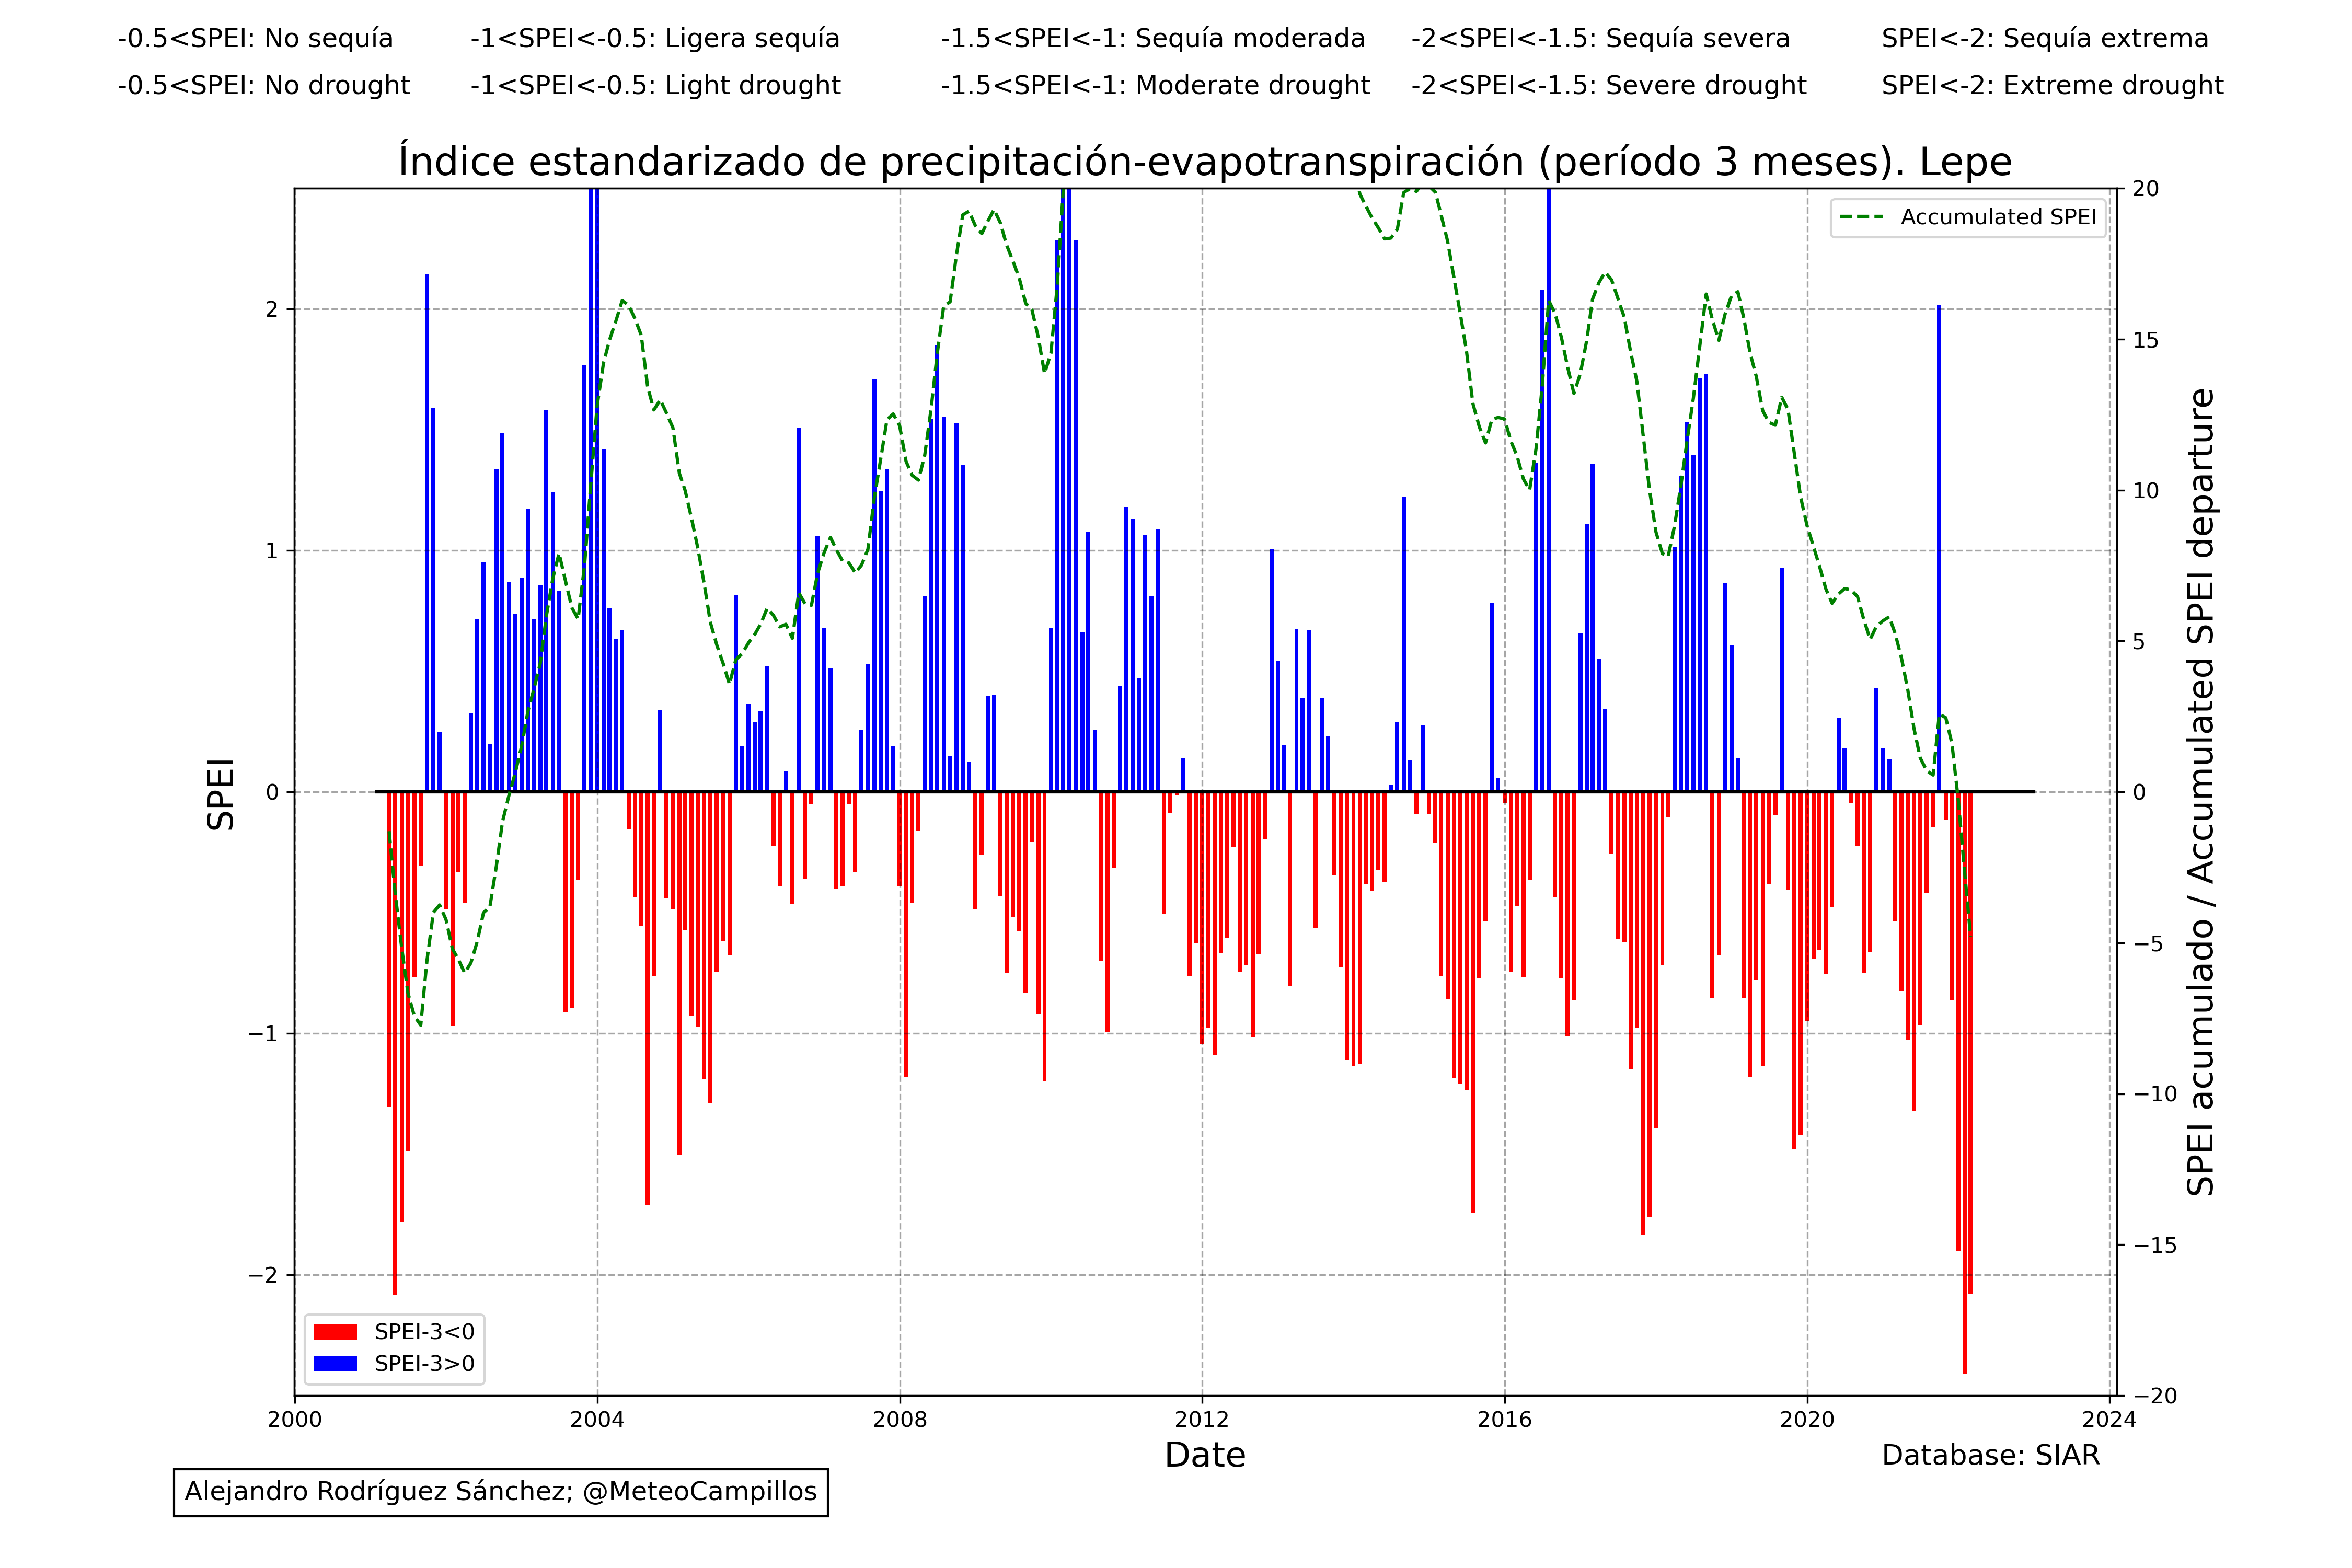 -0.5<SPEI: No sequía -1<SPEI<-0.5: Ligera sequía -1.5<SPEI<-1: Sequía moderada -2<SPEI<-1.5: Sequía severa SPEI<-2: Sequía extrema
-0.5<SPEI: No drought -1<SPEI<-0.5: Light drought -1.5<SPEI<-1: Moderate drought -2<SPEI<-1.5: Severe drought SPEI<-2: Extreme drought
Índice estandarizado de precipitación-evapotranspiración (período 3 meses). Lepe
Accumulated SPEI
SPEI
2
1
0
−1
−2
20
15
10
5
0
−5
−10
−15
−20
SPEI acumulado / Accumulated SPEI departure
SPEI-3<0
SPEI-3>0
2000 2004 2008 2012 2016 2020 2024
Date
Database: SIAR
Alejandro Rodríguez Sánchez; @MeteoCampillos